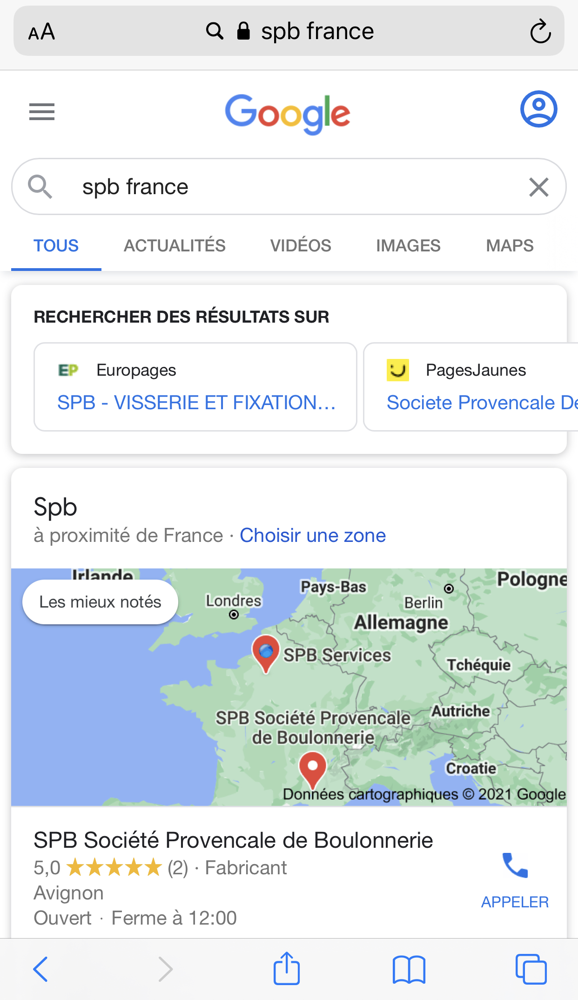 AA spb france
Google
spb france
TOUS ACTUALITÉS VIDÉOS IMAGES MAPS
RECHERCHER DES RÉSULTATS SUR
EP Europages
SPB - VISSERIE ET FIXATION...
PagesJaunes
Societe Provencale De
Spb
à proximité de France · Choisir une zone
Irlande
Les mieux notés
Londres
Pays-Bas
Berlin
Pologne
Allemagne
SPB Services
Tchéquie
SPB Société Provencale
de Boulonnerie
Autriche
Croatie
Données cartographiques © 2021 Google
SPB Société Provencale de Boulonnerie
5,0 ★★★★★ (2) · Fabricant
Avignon
Ouvert · Ferme à 12:00
APPELER